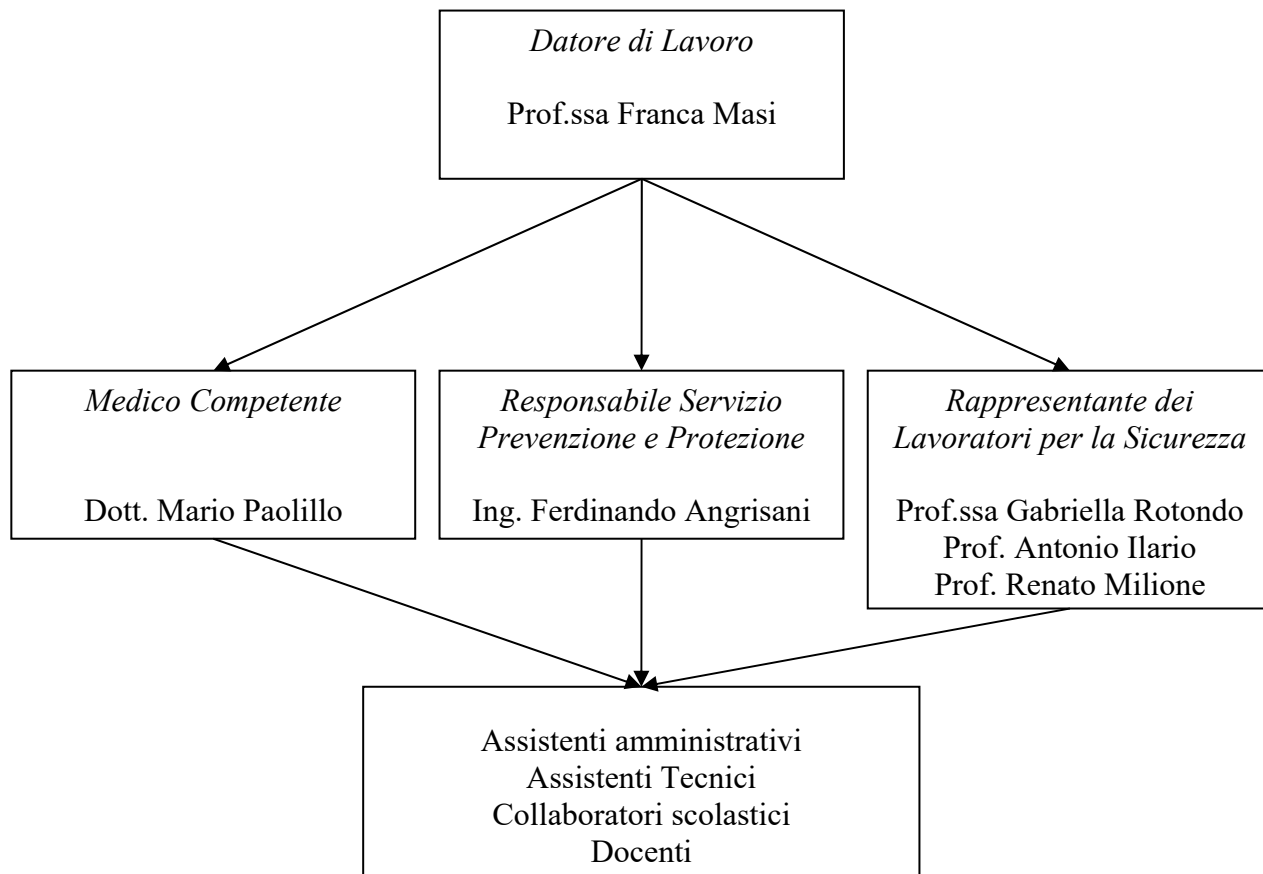 Datore di Lavoro
Prof.ssa Franca Masi
Medico Competente
Dott. Mario Paolillo
Responsabile Servizio
Prevenzione e Protezione
Ing. Ferdinando Angrisani
Rappresentante dei
Lavoratori per la Sicurezza
Prof.ssa Gabriella Rotondo
Prof. Antonio Ilario
Prof. Renato Milione
Assistenti amministrativi
Assistenti Tecnici
Collaboratori scolastici
Docenti